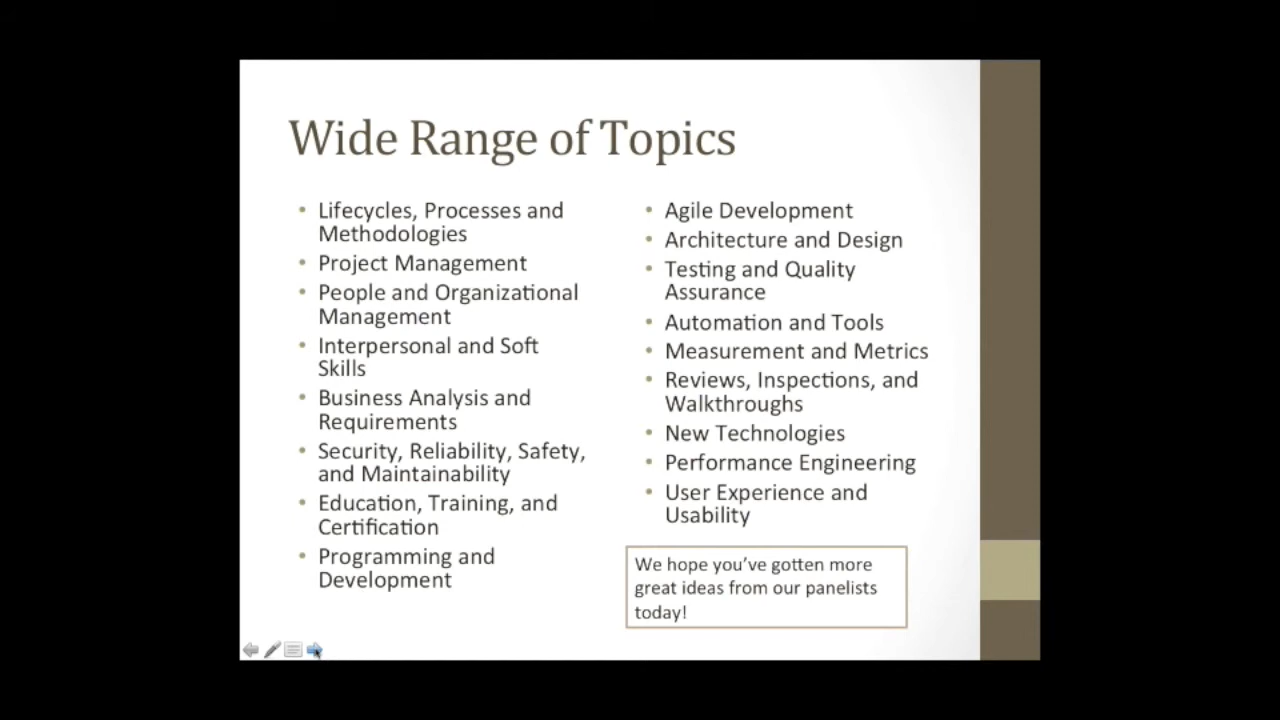 Wide Range of Topics
• Lifecycles, Processes and
Methodologies
• Project Management
• People and Organizational
Management
• Interpersonal and Soft
Skills
• Business Analysis and
Requirements
• Security, Reliability, Safety,
and Maintainability
• Education, Training, and
Certification
• Programming and
Development
• Agile Development
• Architecture and Design
• Testing and Quality
Assurance
• Automation and Tools
• Measurement and Metrics
• Reviews, Inspections, and
Walkthroughs
• New Technologies
• Performance Engineering
• User Experience and
Usability
We hope you’ve gotten more
great ideas from our panelists
today!